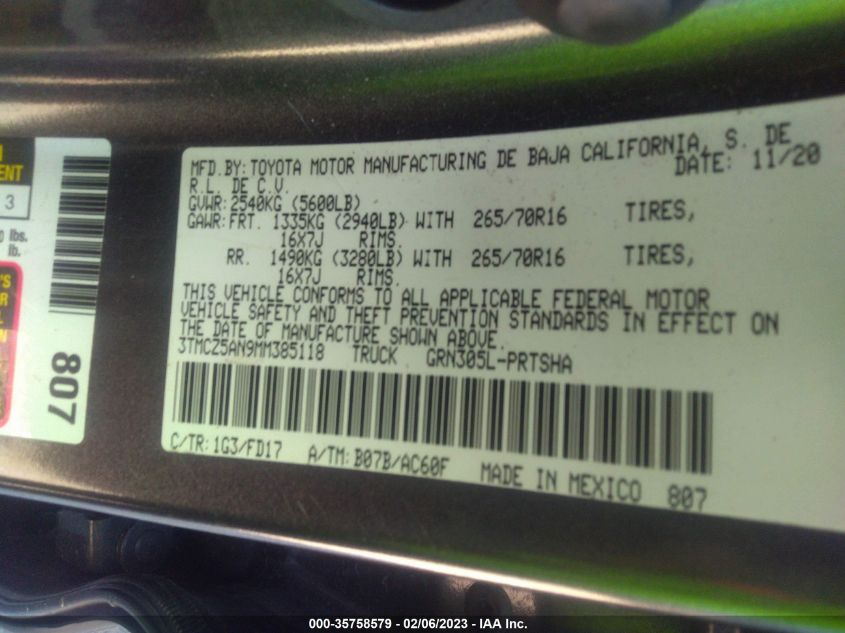 MFD.BY:TOYOTA MOTOR MANUFACTURING DE BAJA CALIFORNIA, S. DE
R.L. DE C.V. DATE: 11/20
GVWR:2540KG (5600LB)
GAWR:FRT. 1335KG (2940LB) WITH 265/70R16 TIRES,
16X7J RIMS.
RR. 1490KG (3280LB) WITH 265/70R16 TIRES,
16X7J RIMS.
THIS VEHICLE CONFORMS TO ALL APPLICABLE FEDERAL MOTOR
VEHICLE SAFETY AND THEFT PREVENTION STANDARDS IN EFFECT ON
THE DATE OF MANUFACTURE SHOWN ABOVE.
3TMCZ5AN9MM385118 TRUCK GRN305L-PRTSHA
C/TR:1G3/FD17 A/TM:B07B/AC60F MADE IN MEXICO 807
3
lbs.
lb.
807
000-35758579 - 02/06/2023 - IAA Inc.